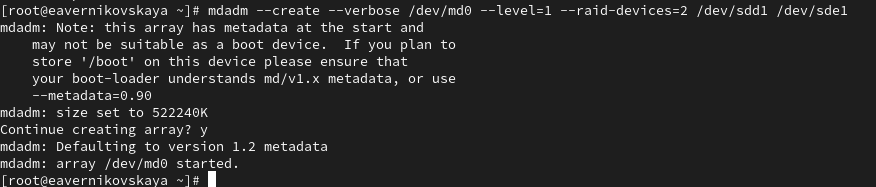 [root@eavernikovskaya ~]# mdadm --create --verbose /dev/md0 --level=1 --raid-devices=2 /dev/sdd1 /dev/sde1
mdadm: Note: this array has metadata at the start and
    may not be suitable as a boot device.  If you plan to
    store '/boot' on this device please ensure that
    your boot-loader understands md/v1.x metadata, or use
    --metadata=0.90
mdadm: size set to 522240K
Continue creating array? y
mdadm: Defaulting to version 1.2 metadata
mdadm: array /dev/md0 started.
[root@eavernikovskaya ~]#